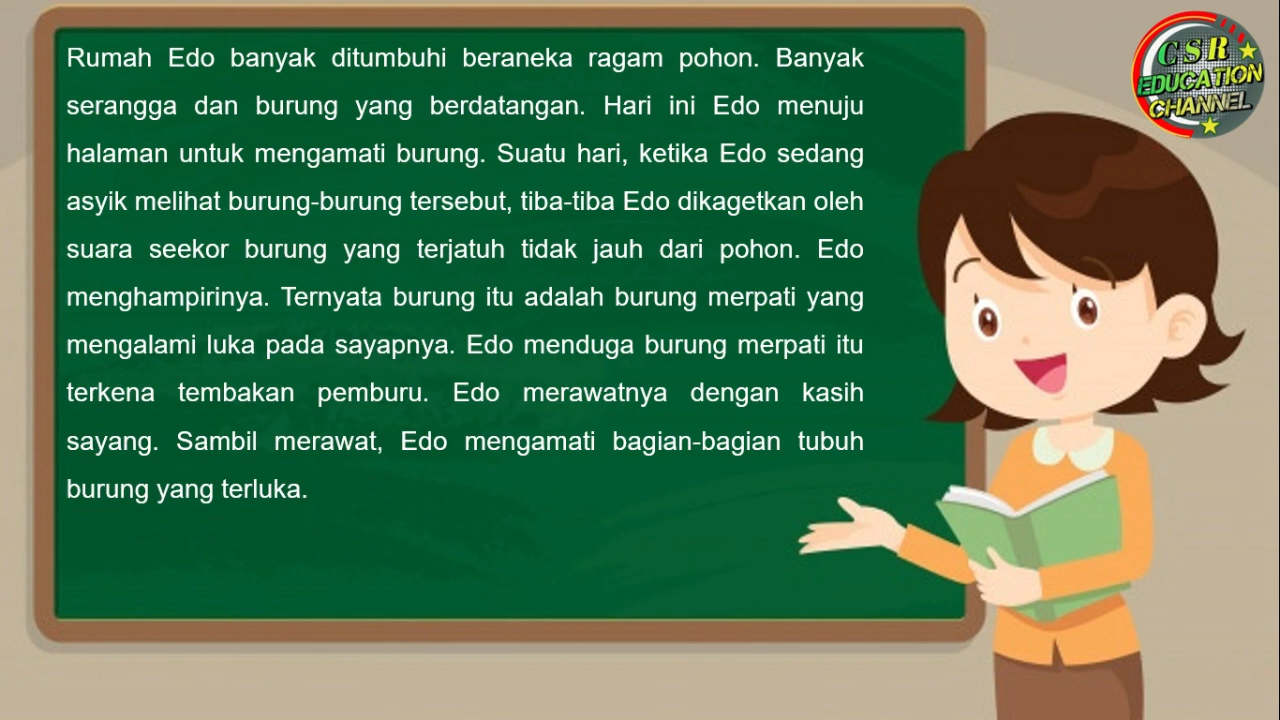 Rumah Edo banyak ditumbuhi beraneka ragam pohon. Banyak
serangga dan burung yang berdatangan. Hari ini Edo menuju
halaman untuk mengamati burung. Suatu hari, ketika Edo sedang
asyik melihat burung-burung tersebut, tiba-tiba Edo dikagetkan oleh
suara seekor burung yang terjatuh tidak jauh dari pohon. Edo
menghampirinya. Ternyata burung itu adalah burung merpati yang
mengalami luka pada sayapnya. Edo menduga burung merpati itu
terkena tembakan pemburu. Edo merawatnya dengan kasih
sayang. Sambil merawat, Edo mengamati bagian-bagian tubuh
burung yang terluka.
CSR
EDUCATION
CHANNEL